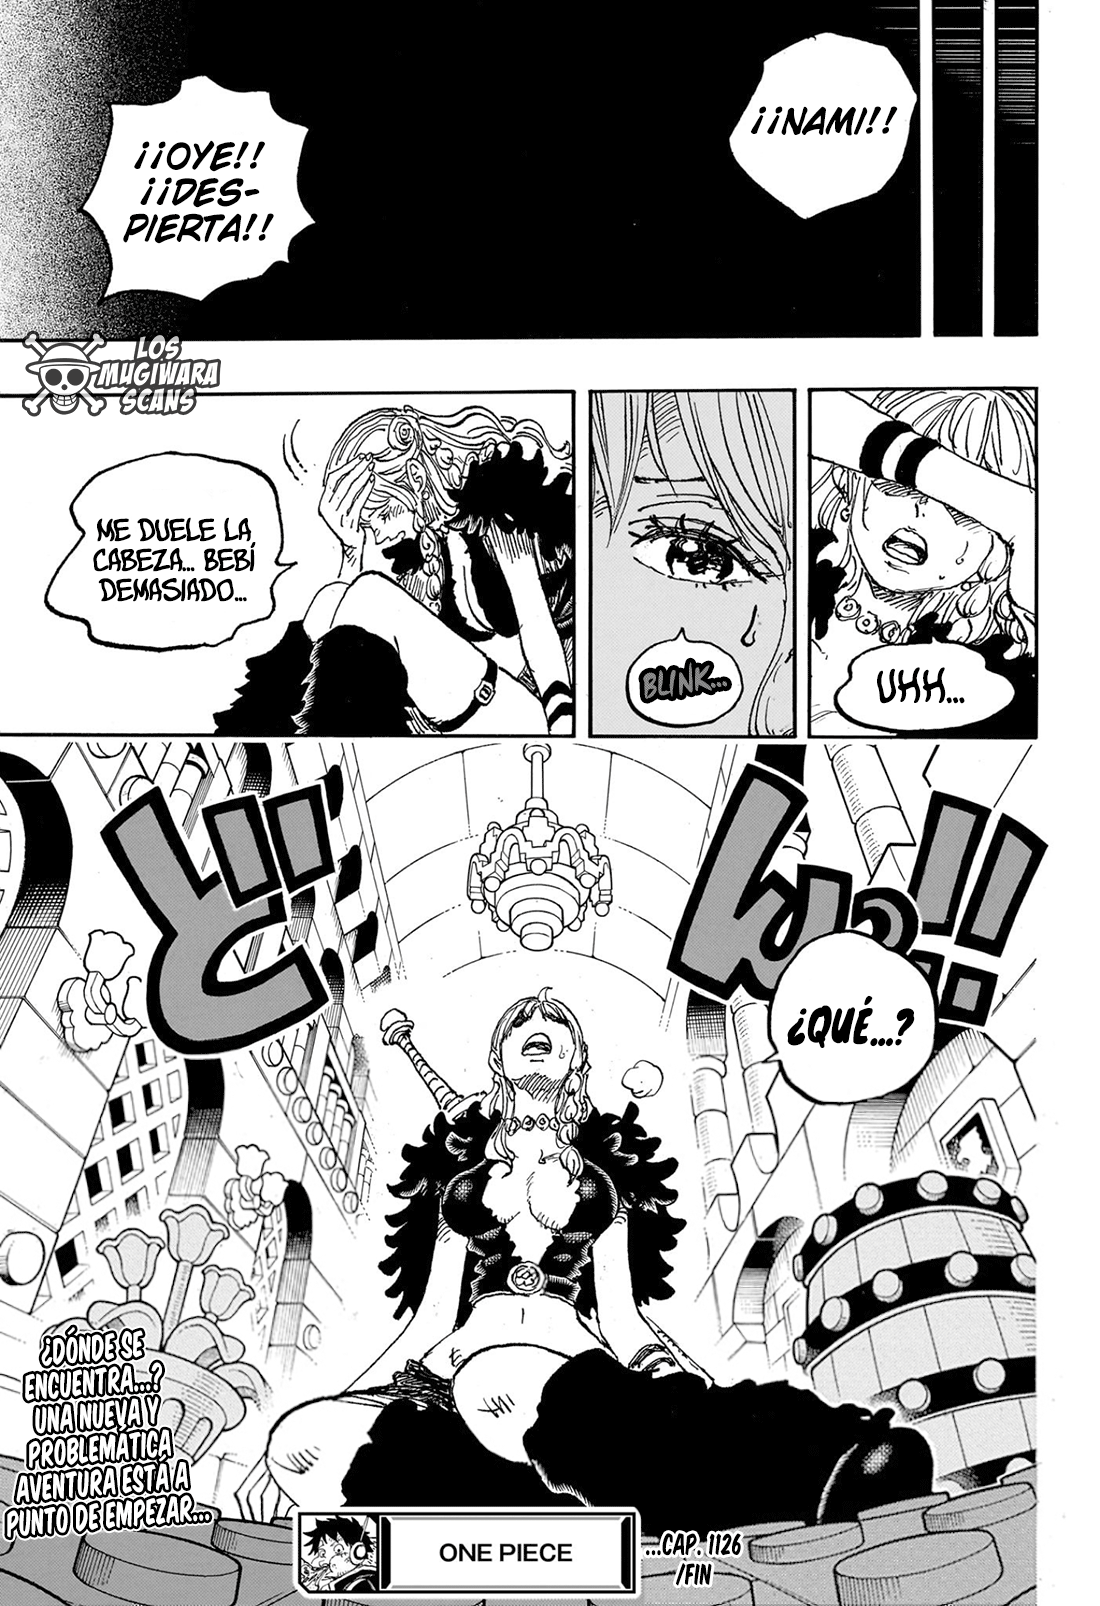 ¡¡NAMI!!
¡¡OYE!!
¡¡DES-
PIERTA!!
LOS
MUGIWARA
SCANS
UHH...
BLINK...
ME DUELE LA
CABEZA... BEBÍ
DEMASIADO...
どんっ!!
¿QUÉ...?
¿DÓNDE SE
ENCUENTRA...?
UNA NUEVA Y
PROBLEMÁTICA
AVENTURA ESTÁ A
PUNTO DE EMPEZAR...
ONE PIECE
...CAP. 1126
/FIN